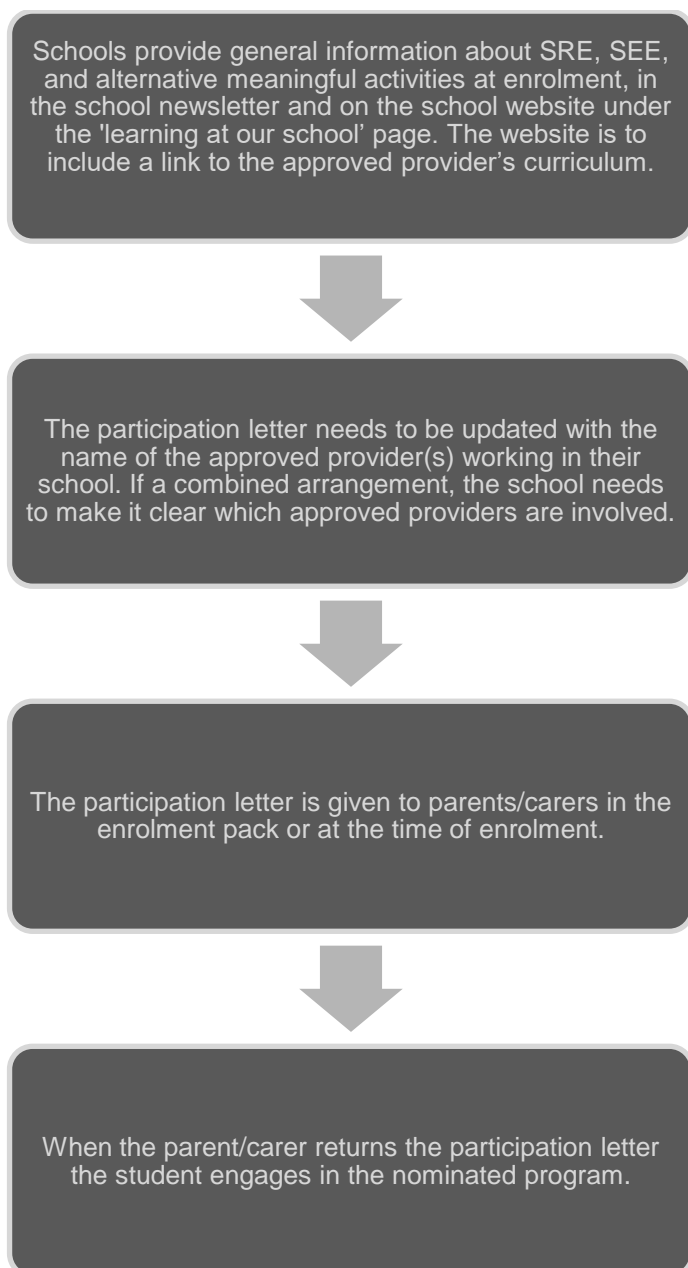 Schools provide general information about SRE, SEE,
and alternative meaningful activities at enrolment, in
the school newsletter and on the school website under
the 'learning at our school’ page. The website is to
include a link to the approved provider’s curriculum.
The participation letter needs to be updated with the
name of the approved provider(s) working in their
school. If a combined arrangement, the school needs
to make it clear which approved providers are involved.
The participation letter is given to parents/carers in the
enrolment pack or at the time of enrolment.
When the parent/carer returns the participation letter
the student engages in the nominated program.